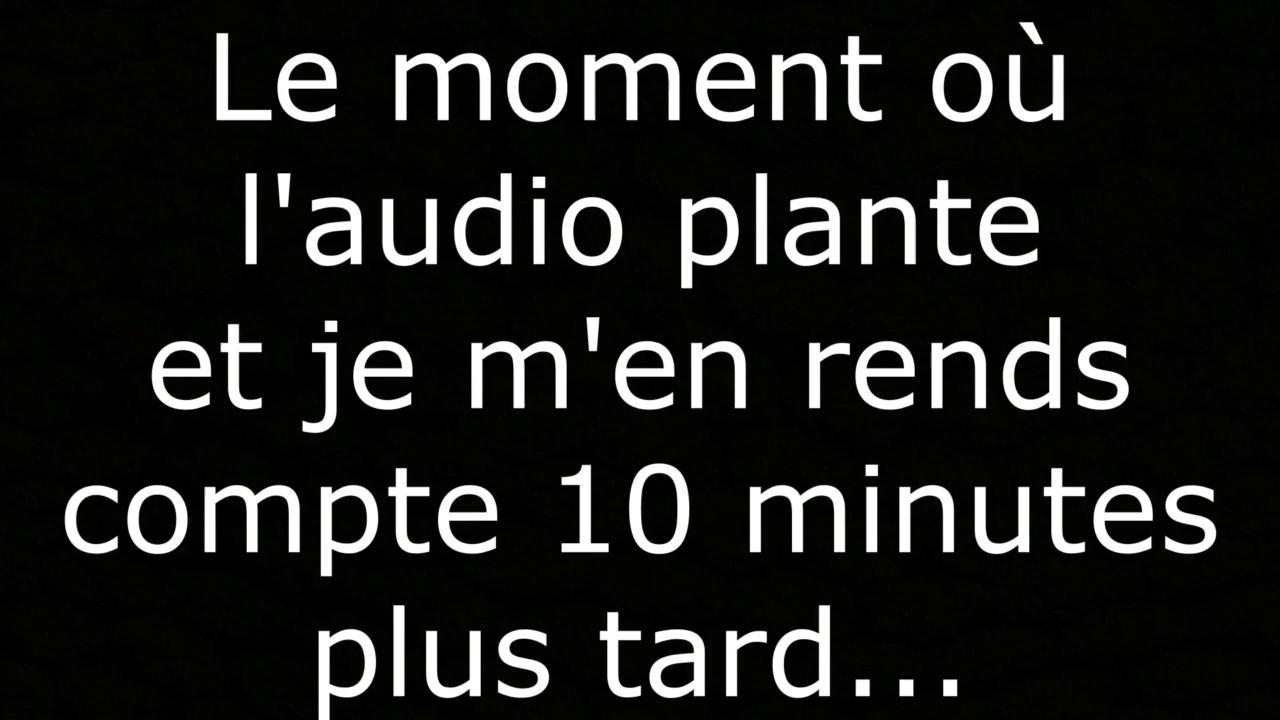 Le moment où
l'audio plante
et je m'en rends
compte 10 minutes
plus tard...